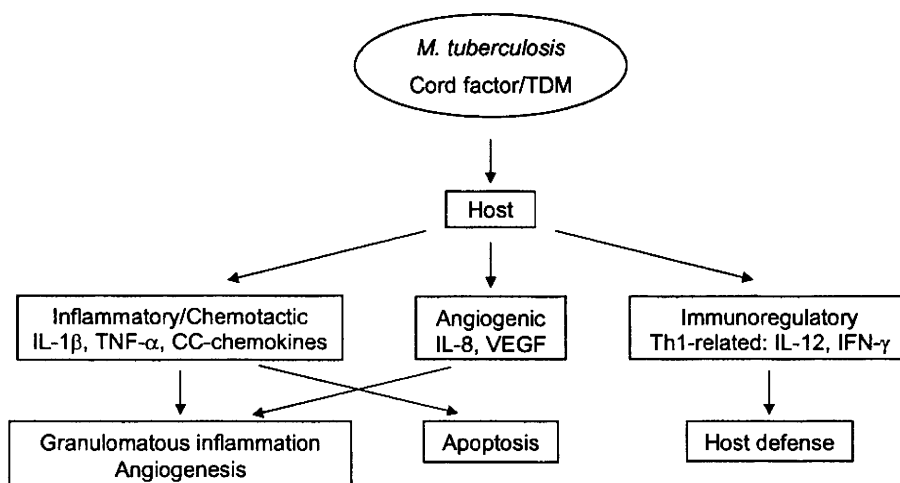 M. tuberculosis
Cord factor/TDM
Host
Inflammatory/Chemotactic
IL-1β, TNF-α, CC-chemokines
Angiogenic
IL-8, VEGF
Immunoregulatory
Th1-related: IL-12, IFN-γ
Granulomatous inflammation
Angiogenesis
Apoptosis
Host defense